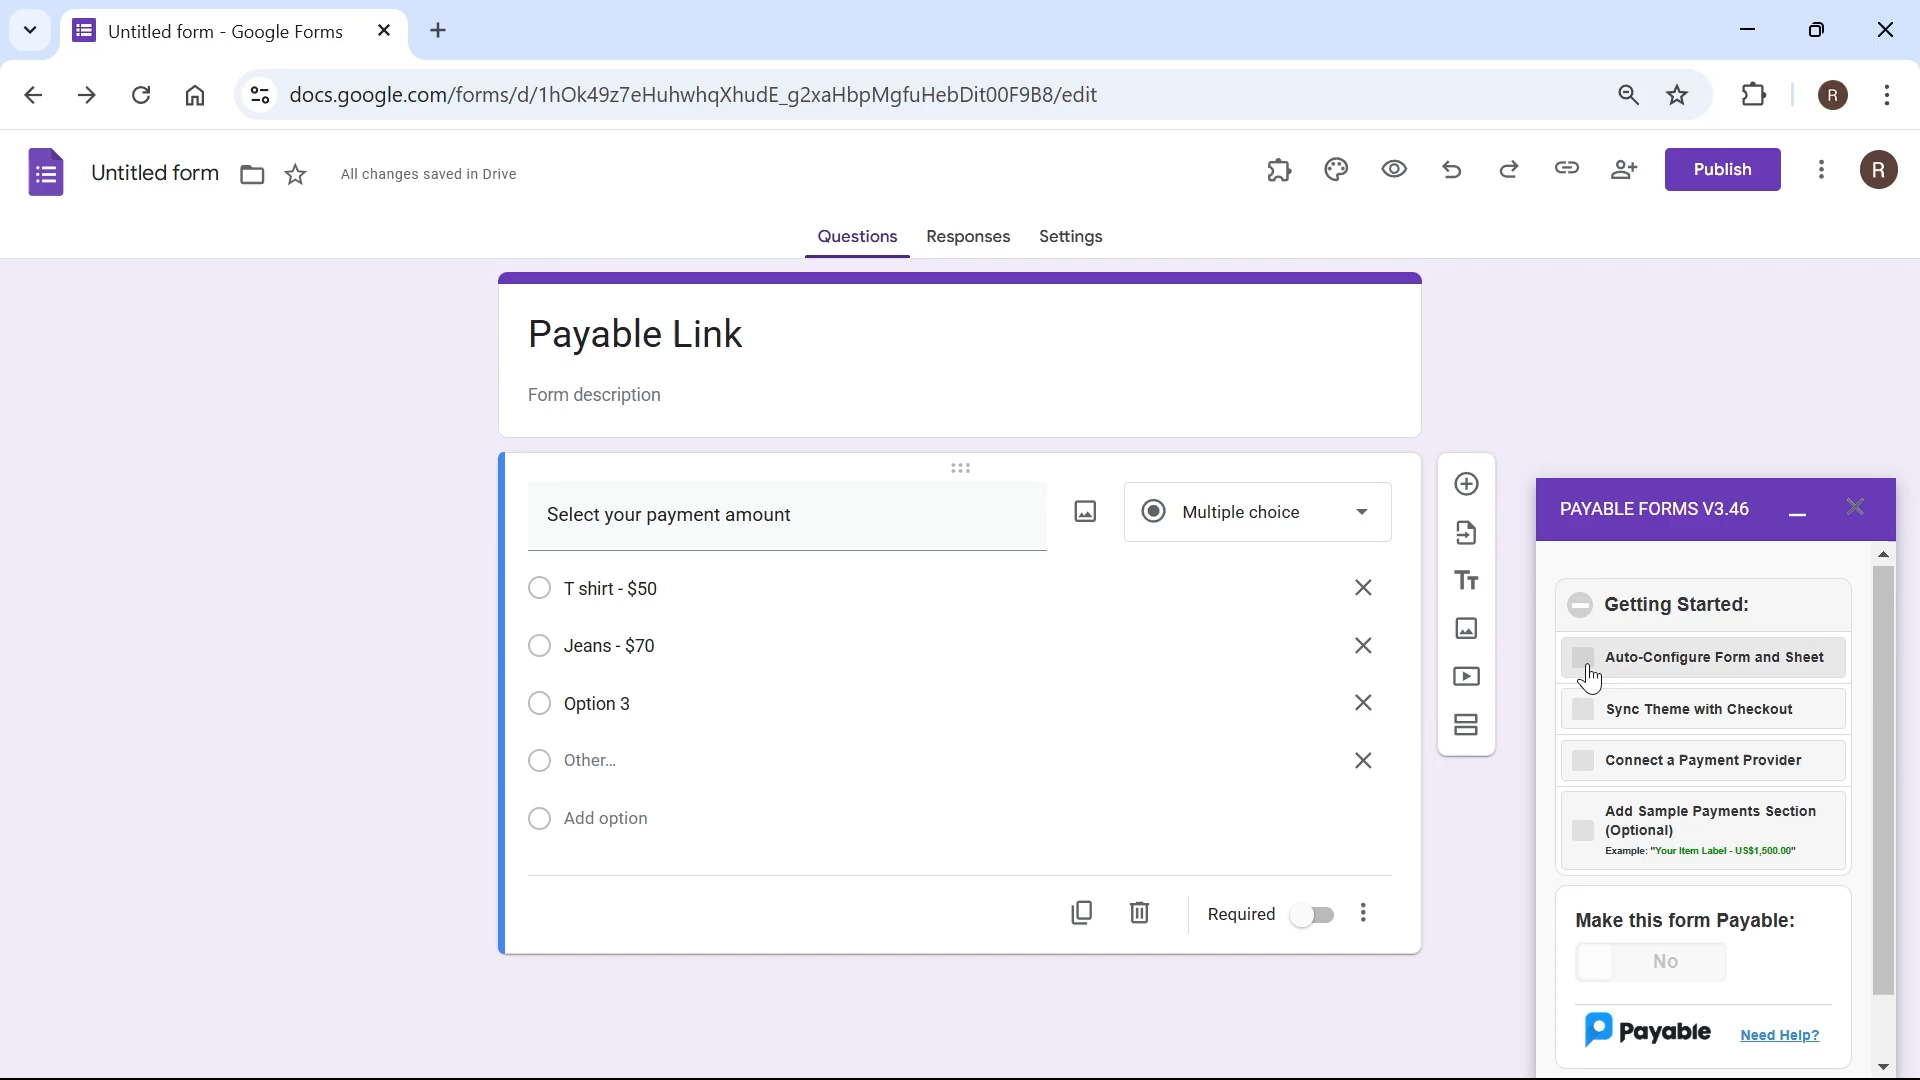 Untitled form - Google Forms
docs.google.com/forms/d/1hOk49z7eHuhwhqXhudE_g2xaHbpMgfuHebDit00F9B8/edit
R
Untitled form
All changes saved in Drive
Publish
R
Questions
Responses
Settings
Payable Link
Form description
Select your payment amount
Multiple choice
T shirt - $50
Jeans - $70
Option 3
Other...
Add option
Required
PAYABLE FORMS V3.46
Getting Started:
Auto-Configure Form and Sheet
Sync Theme with Checkout
Connect a Payment Provider
Add Sample Payments Section
(Optional)
Example: "Your Item Label - US$1,500.00"
Make this form Payable:
No
Payable
Need Help?